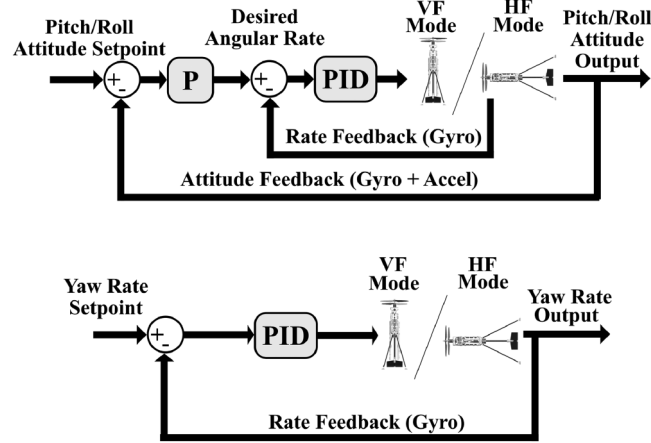 Pitch/Roll
Attitude Setpoint
+
-
P
Desired
Angular Rate
+
-
PID
VF
Mode
HF
Mode
Pitch/Roll
Attitude
Output
Rate Feedback (Gyro)
Attitude Feedback (Gyro + Accel)
Yaw Rate
Setpoint
+
-
PID
VF
Mode
HF
Mode
Yaw Rate
Output
Rate Feedback (Gyro)